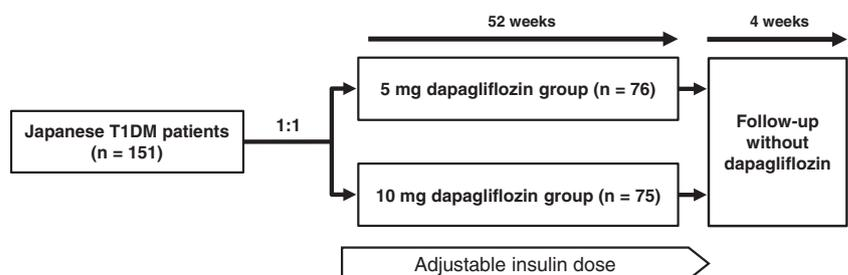 52 weeks
4 weeks
5 mg dapagliflozin group (n = 76)
Japanese T1DM patients
(n = 151)
1:1
Follow-up
without
dapagliflozin
10 mg dapagliflozin group (n = 75)
Adjustable insulin dose